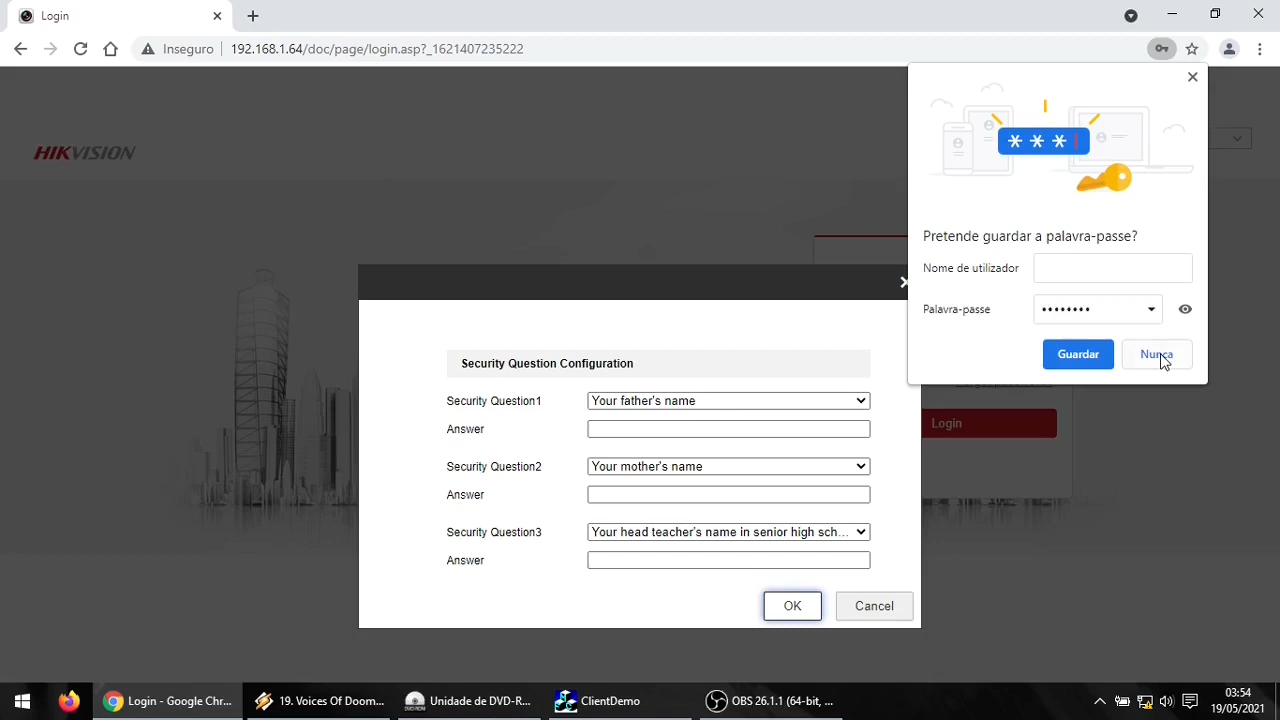 Login
Inseguro
192.168.1.64/doc/page/login.asp?_1621407235222
HIKVISION
Pretende guardar a palavra-passe?
Nome de utilizador
Palavra-passe
Guardar
Nunca
Security Question Configuration
Security Question1
Your father's name
Answer
Security Question2
Your mother's name
Answer
Security Question3
Your head teacher's name in senior high sch...
Answer
OK
Cancel
Login
Login - Google Chr...
19. Voices Of Doom...
Unidade de DVD-R...
ClientDemo
OBS 26.1.1 (64-bit, ...
03:54
19/05/2021